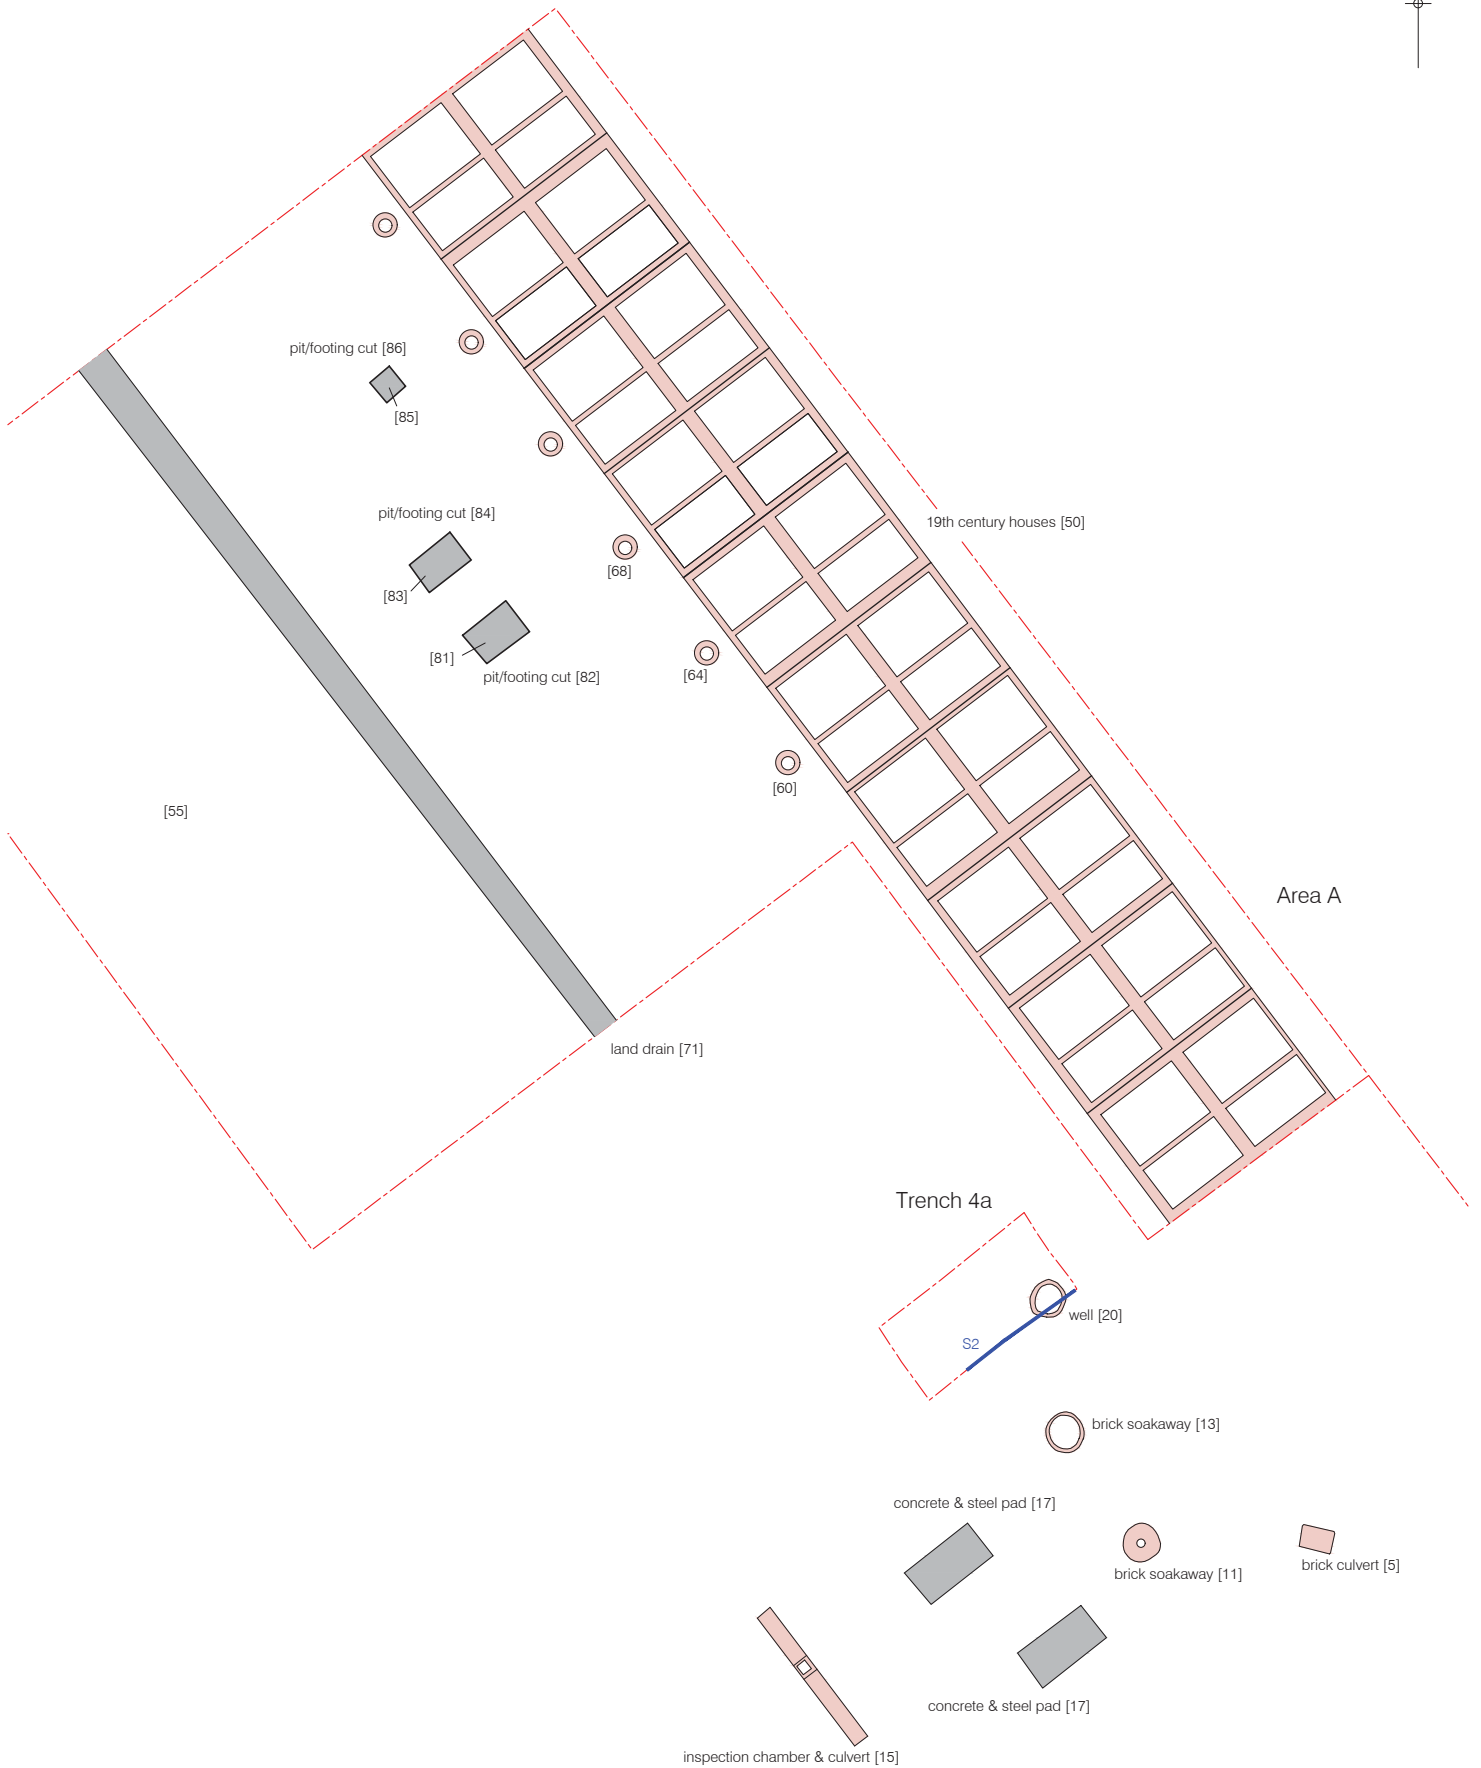 pit/footing cut [86]
[85]
pit/footing cut [84]
19th century houses [50]
[68]
[83]
[81]
pit/footing cut [82]
[64]
[60]
[55]
Area A
land drain [71]
Trench 4a
well [20]
S2
brick soakaway [13]
concrete & steel pad [17]
brick culvert [5]
brick soakaway [11]
concrete & steel pad [17]
inspection chamber & culvert [15]